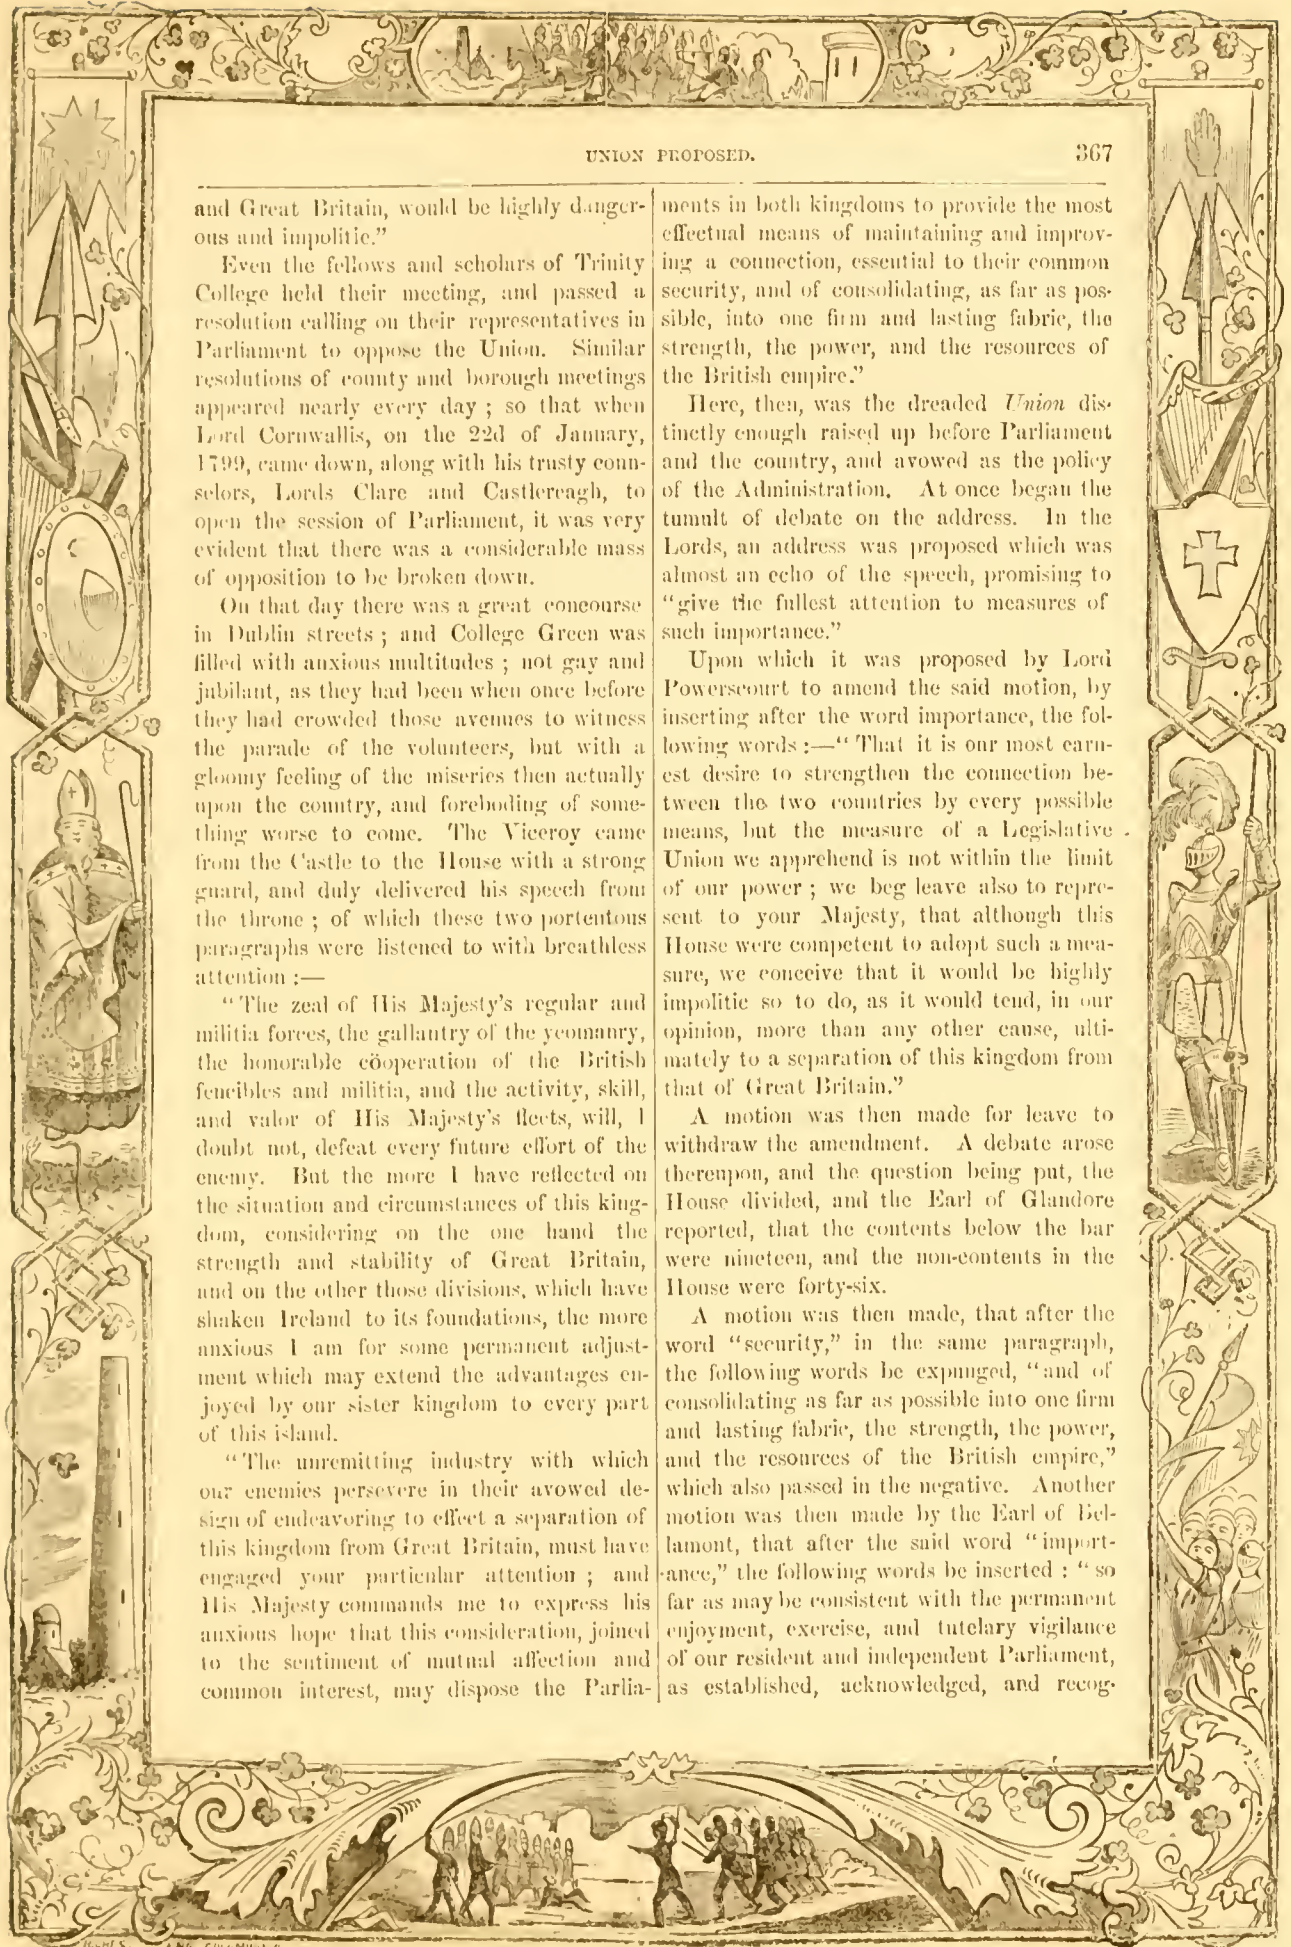 UNION PROPOSED. 367
and Great Britain, would be highly danger-
ous and impolitic.”
Even the fellows and scholars of Trinity
College held their meeting, and passed a
resolution calling on their representatives in
Parliament to oppose the Union. Similar
resolutions of county and borough meetings
appeared nearly every day ; so that when
Lord Cornwallis, on the 22d of January,
1799, came down, along with his trusty coun-
selors, Lords Clare and Castlereagh, to
open the session of Parliament, it was very
evident that there was a considerable mass
of opposition to be broken down.
On that day there was a great concourse
in Dublin streets ; and College Green was
filled with anxious multitudes ; not gay and
jubilant, as they had been when once before
they had crowded those avenues to witness
the parade of the volunteers, but with a
gloomy feeling of the miseries then actually
upon the country, and foreboding of some-
thing worse to come. The Viceroy came
from the Castle to the House with a strong
guard, and duly delivered his speech from
the throne ; of which these two portentous
paragraphs were listened to with breathless
attention :—
“The zeal of His Majesty’s regular and
militia forces, the gallantry of the yeomanry,
the honorable coöperation of the British
fencibles and militia, and the activity, skill,
and valor of His Majesty’s fleets, will, I
doubt not, defeat every future effort of the
enemy. But the more I have reflected on
the situation and circumstances of this king-
dom, considering on the one hand the
strength and stability of Great Britain,
and on the other those divisions, which have
shaken Ireland to its foundations, the more
anxious I am for some permanent adjust-
ment which may extend the advantages en-
joyed by our sister kingdom to every part
of this island.
“The unremitting industry with which
our enemies persevere in their avowed de-
sign of endeavoring to effect a separation of
this kingdom from Great Britain, must have
engaged your particular attention ; and
His Majesty commands me to express his
anxious hope that this consideration, joined
to the sentiment of mutual affection and
common interest, may dispose the Parlia-
ments in both kingdoms to provide the most
effectual means of maintaining and improv-
ing a connection, essential to their common
security, and of consolidating, as far as pos-
sible, into one firm and lasting fabric, the
strength, the power, and the resources of
the British empire.”
Here, then, was the dreaded Union dis-
tinctly enough raised up before Parliament
and the country, and avowed as the policy
of the Administration. At once began the
tumult of debate on the address. In the
Lords, an address was proposed which was
almost an echo of the speech, promising to
“give the fullest attention to measures of
such importance.”
Upon which it was proposed by Lord
Powerscourt to amend the said motion, by
inserting after the word importance, the fol-
lowing words :—“ That it is our most earn-
est desire to strengthen the connection be-
tween the two countries by every possible
means, but the measure of a Legislative
Union we apprehend is not within the limit
of our power ; we beg leave also to repre-
sent to your Majesty, that although this
House were competent to adopt such a mea-
sure, we conceive that it would be highly
impolitic so to do, as it would tend, in our
opinion, more than any other cause, ulti-
mately to a separation of this kingdom from
that of Great Britain.”
A motion was then made for leave to
withdraw the amendment. A debate arose
thereupon, and the question being put, the
House divided, and the Earl of Glandore
reported, that the contents below the bar
were nineteen, and the non-contents in the
House were forty-six.
A motion was then made, that after the
word “security,” in the same paragraph,
the following words be expunged, “and of
consolidating as far as possible into one firm
and lasting fabric, the strength, the power,
and the resources of the British empire,”
which also passed in the negative. Another
motion was then made by the Earl of Bel-
lamont, that after the said word “import-
ance,” the following words be inserted : “ so
far as may be consistent with the permanent
enjoyment, exercise, and tutelary vigilance
of our resident and independent Parliament,
as established, acknowledged, and recog-